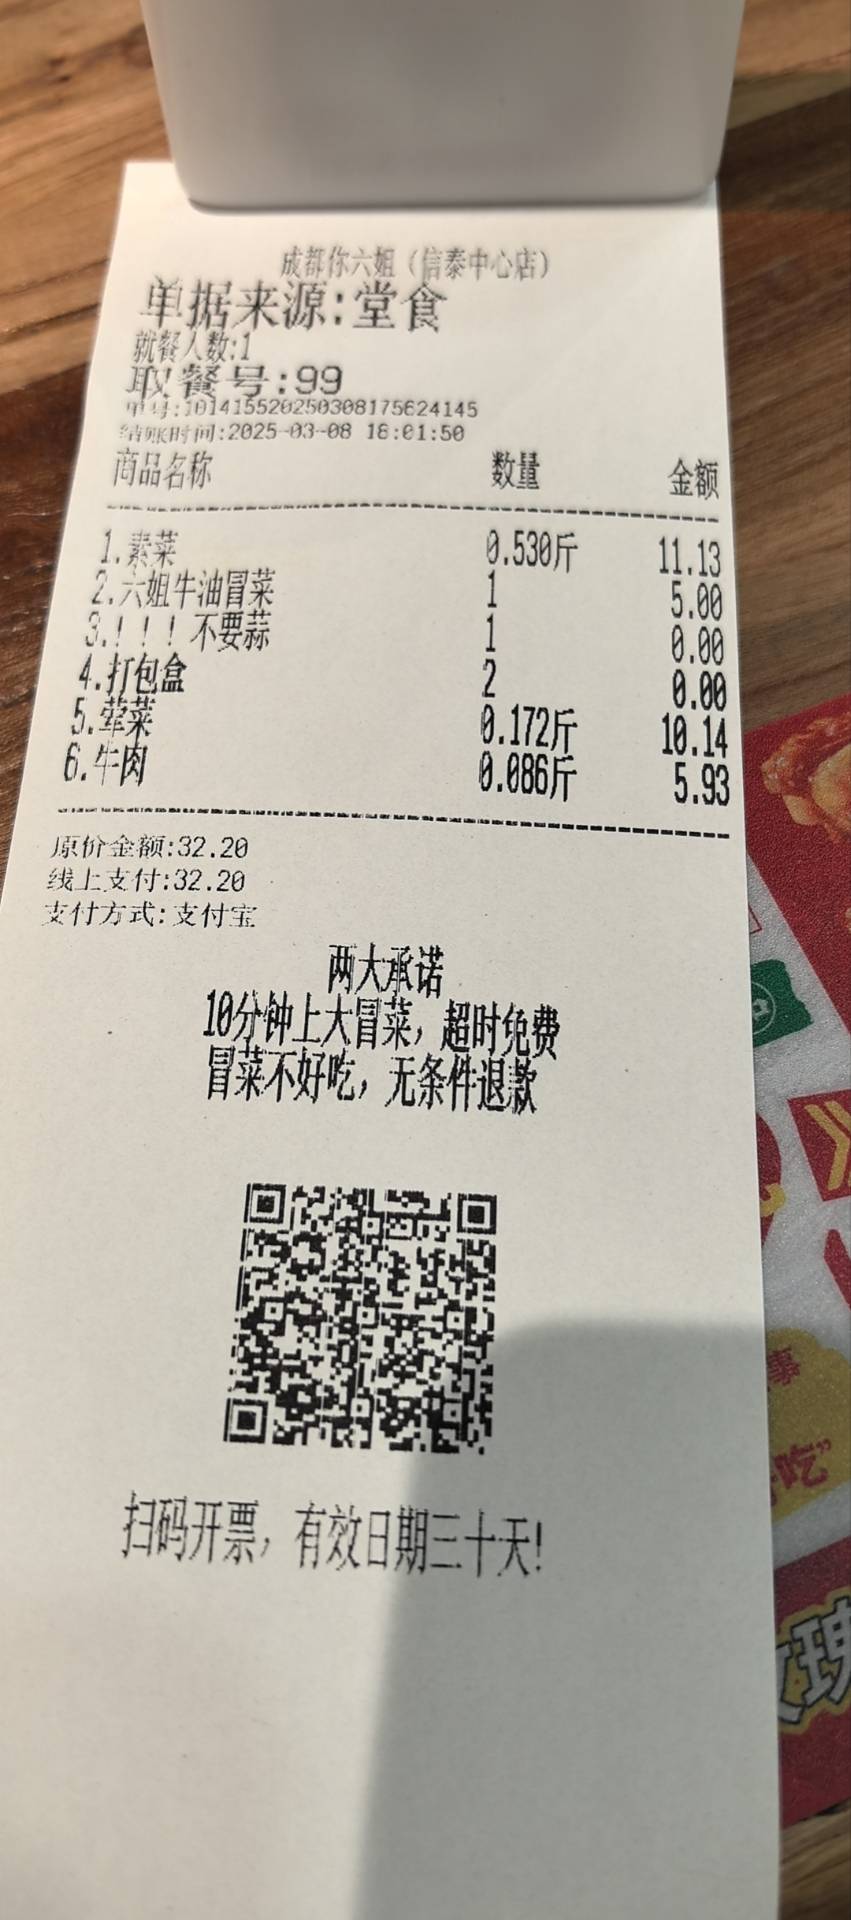 成都你六姐（信泰中心店）
单据来源:堂食
就餐人数:1
取餐号:99
单号:101415520250308175624145
结账时间:2025-03-08 18:01:50
商品名称 数量 金额
1.素菜 0.530斤 11.13
2.六姐牛油冒菜 1 5.00
3.!!!不要蒜 1 0.00
4.打包盒 2 0.00
5.荤菜 0.172斤 10.14
6.牛肉 0.086斤 5.93
原价金额:32.20
线上支付:32.20
支付方式:支付宝
两大承诺
10分钟上大冒菜，超时免费
冒菜不好吃，无条件退款
扫码开票，有效日期三十天!
吃”